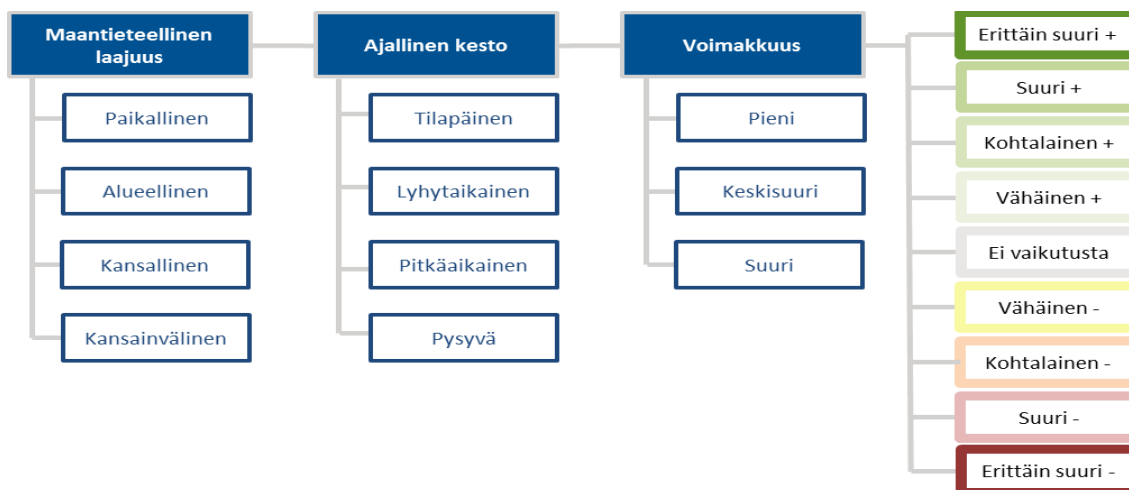 Maantieteellinen
laajuus
Paikallinen
Alueellinen
Kansallinen
Kansainvälinen
Ajallinen kesto
Tilapäinen
Lyhytaikainen
Pitkäaikainen
Pysyvä
Voimakkuus
Pieni
Keskisuuri
Suuri
Erittäin suuri +
Suuri +
Kohtalainen +
Vähäinen +
Ei vaikutusta
Vähäinen -
Kohtalainen -
Suuri -
Erittäin suuri -